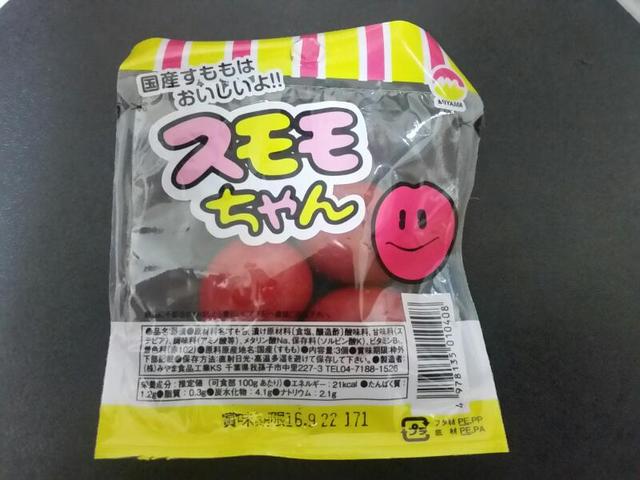 国産すももは
おいしいよ!!
MIYAMA
スモモ
ちゃん
●品名:酢漬●原材料名:すもも、漬け原材料(食塩、醸造酢)酸味料、甘味料(ステ
ビア)、調味料(アミノ酸等)、メタリン酸Na、保存料(ソルビン酸K)、ビタミンB₁、
着色料(赤102)●原料原産地名:国産(すもも)●内容量:3個●賞味期限:枠外
下部記載●保存方法:直射日光・高温多湿を避けて保存して下さい。●製造者:
(株)みやま食品工業KS 千葉県我孫子市中里227-3 TEL04-7188-1526
栄養成分:推定値(可食部100gあたり)●エネルギー:21kcal●たんぱく質
1.2g●脂質:0.3g●炭水化物:4.1g●ナトリウム:2.1g
4 978135 010408
賞味期限16.9.22 171
プラ
フタ材 PE,PP
底材 PE,PA